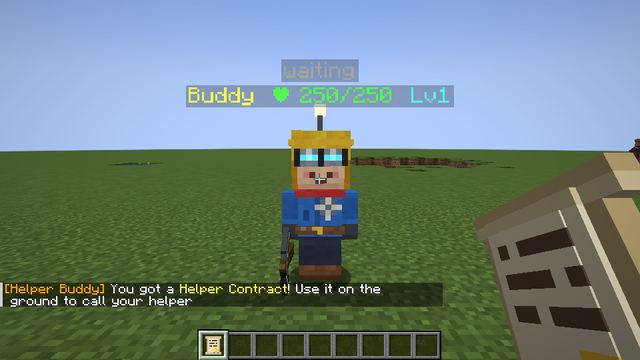 waiting
Buddy ♥ 250/250 Lv1
[Helper Buddy] You got a Helper Contract! Use it on the
ground to call your helper